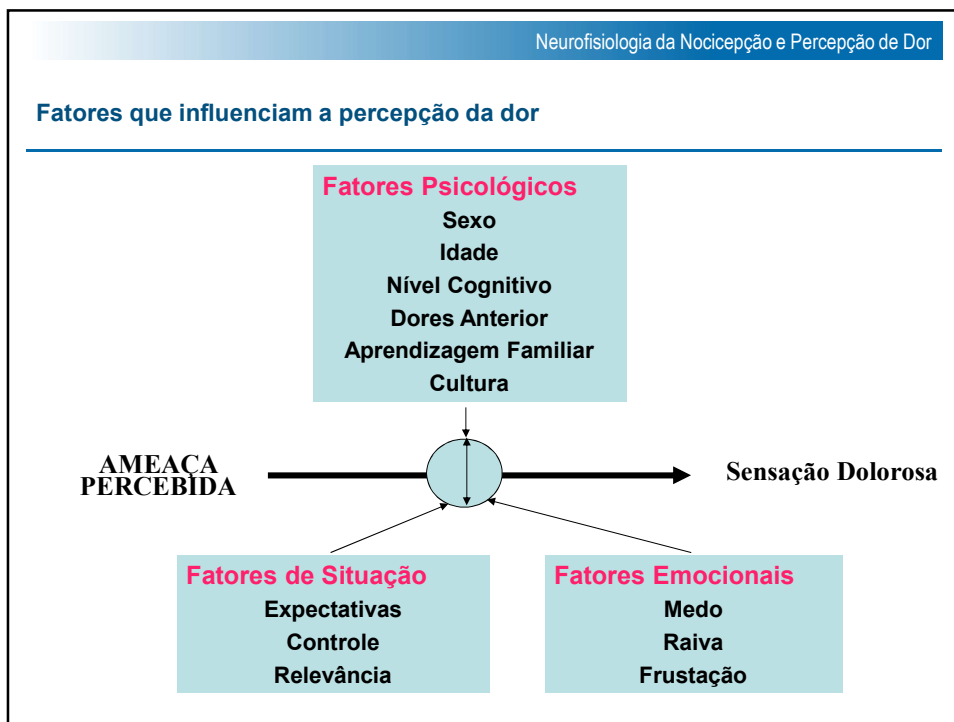 Neurofisiologia da Nocicepção e Percepção de Dor
Fatores que influenciam a percepção da dor
Fatores Psicológicos
Sexo
Idade
Nível Cognitivo
Dores Anterior
Aprendizagem Familiar
Cultura
AMEAÇA
PERCEBIDA
Sensação Dolorosa
Fatores de Situação
Expectativas
Controle
Relevância
Fatores Emocionais
Medo
Raiva
Frustação